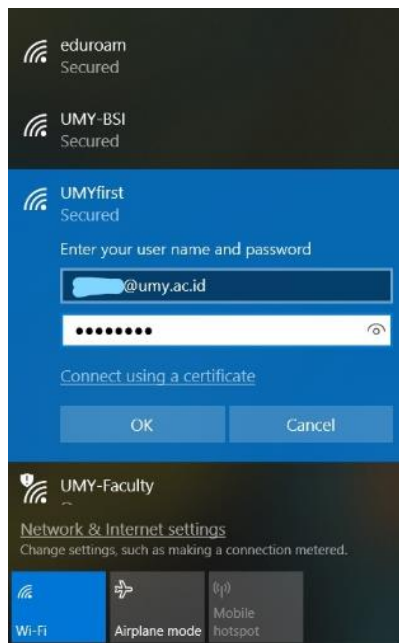 eduroam
Secured
UMY-BSI
Secured
UMYfirst
Secured
Enter your user name and password
@umy.ac.id
••••••••
Connect using a certificate
OK
Cancel
UMY-Faculty
Network & Internet settings
Change settings, such as making a connection metered.
Wi-Fi
Airplane mode
Mobile
hotspot